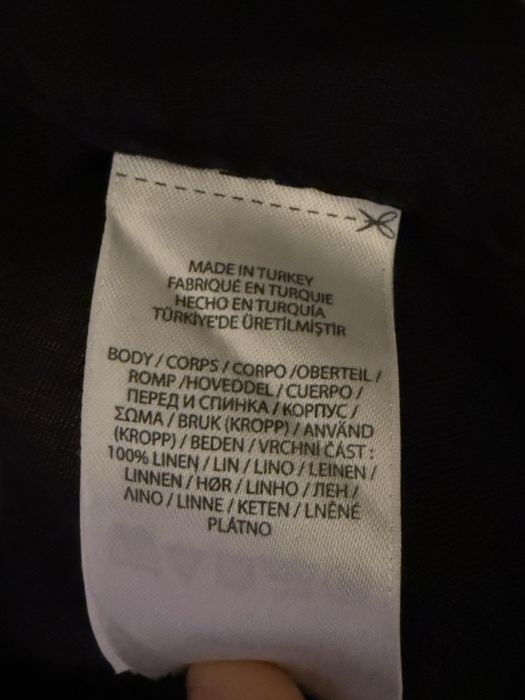 MADE IN TURKEY
FABRIQUÉ EN TURQUIE
HECHO EN TURQUÍA
TÜRKİYE'DE ÜRETİLMİŞTİR
BODY / CORPS / CORPO /OBERTEIL /
ROMP /HOVEDDEL / CUERPO /
ПЕРЕД И СПИНКА / КОРПУС /
ΣΩΜΑ / BRUK (KROPP) / ANVÄND
(KROPP) / BEDEN / VRCHNÍ ČÁST :
100% LINEN / LIN / LINO / LEINEN /
LINNEN / HØR / LINHO / ЛЕН /
ΛΙΝΟ / LINNE / KETEN / LNĚNÉ
PLÁTNO